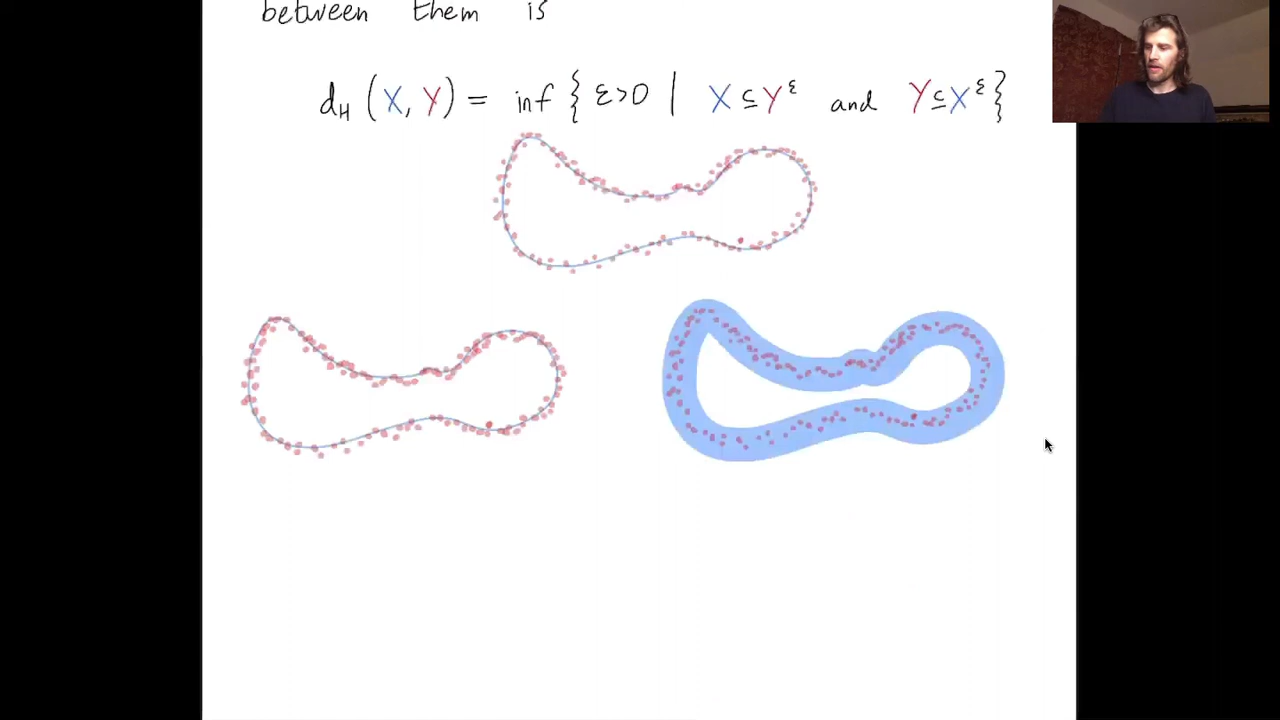 between them is
d_H (X, Y) = inf { ε>0 | X ⊆ Y^ε and Y ⊆ X^ε }